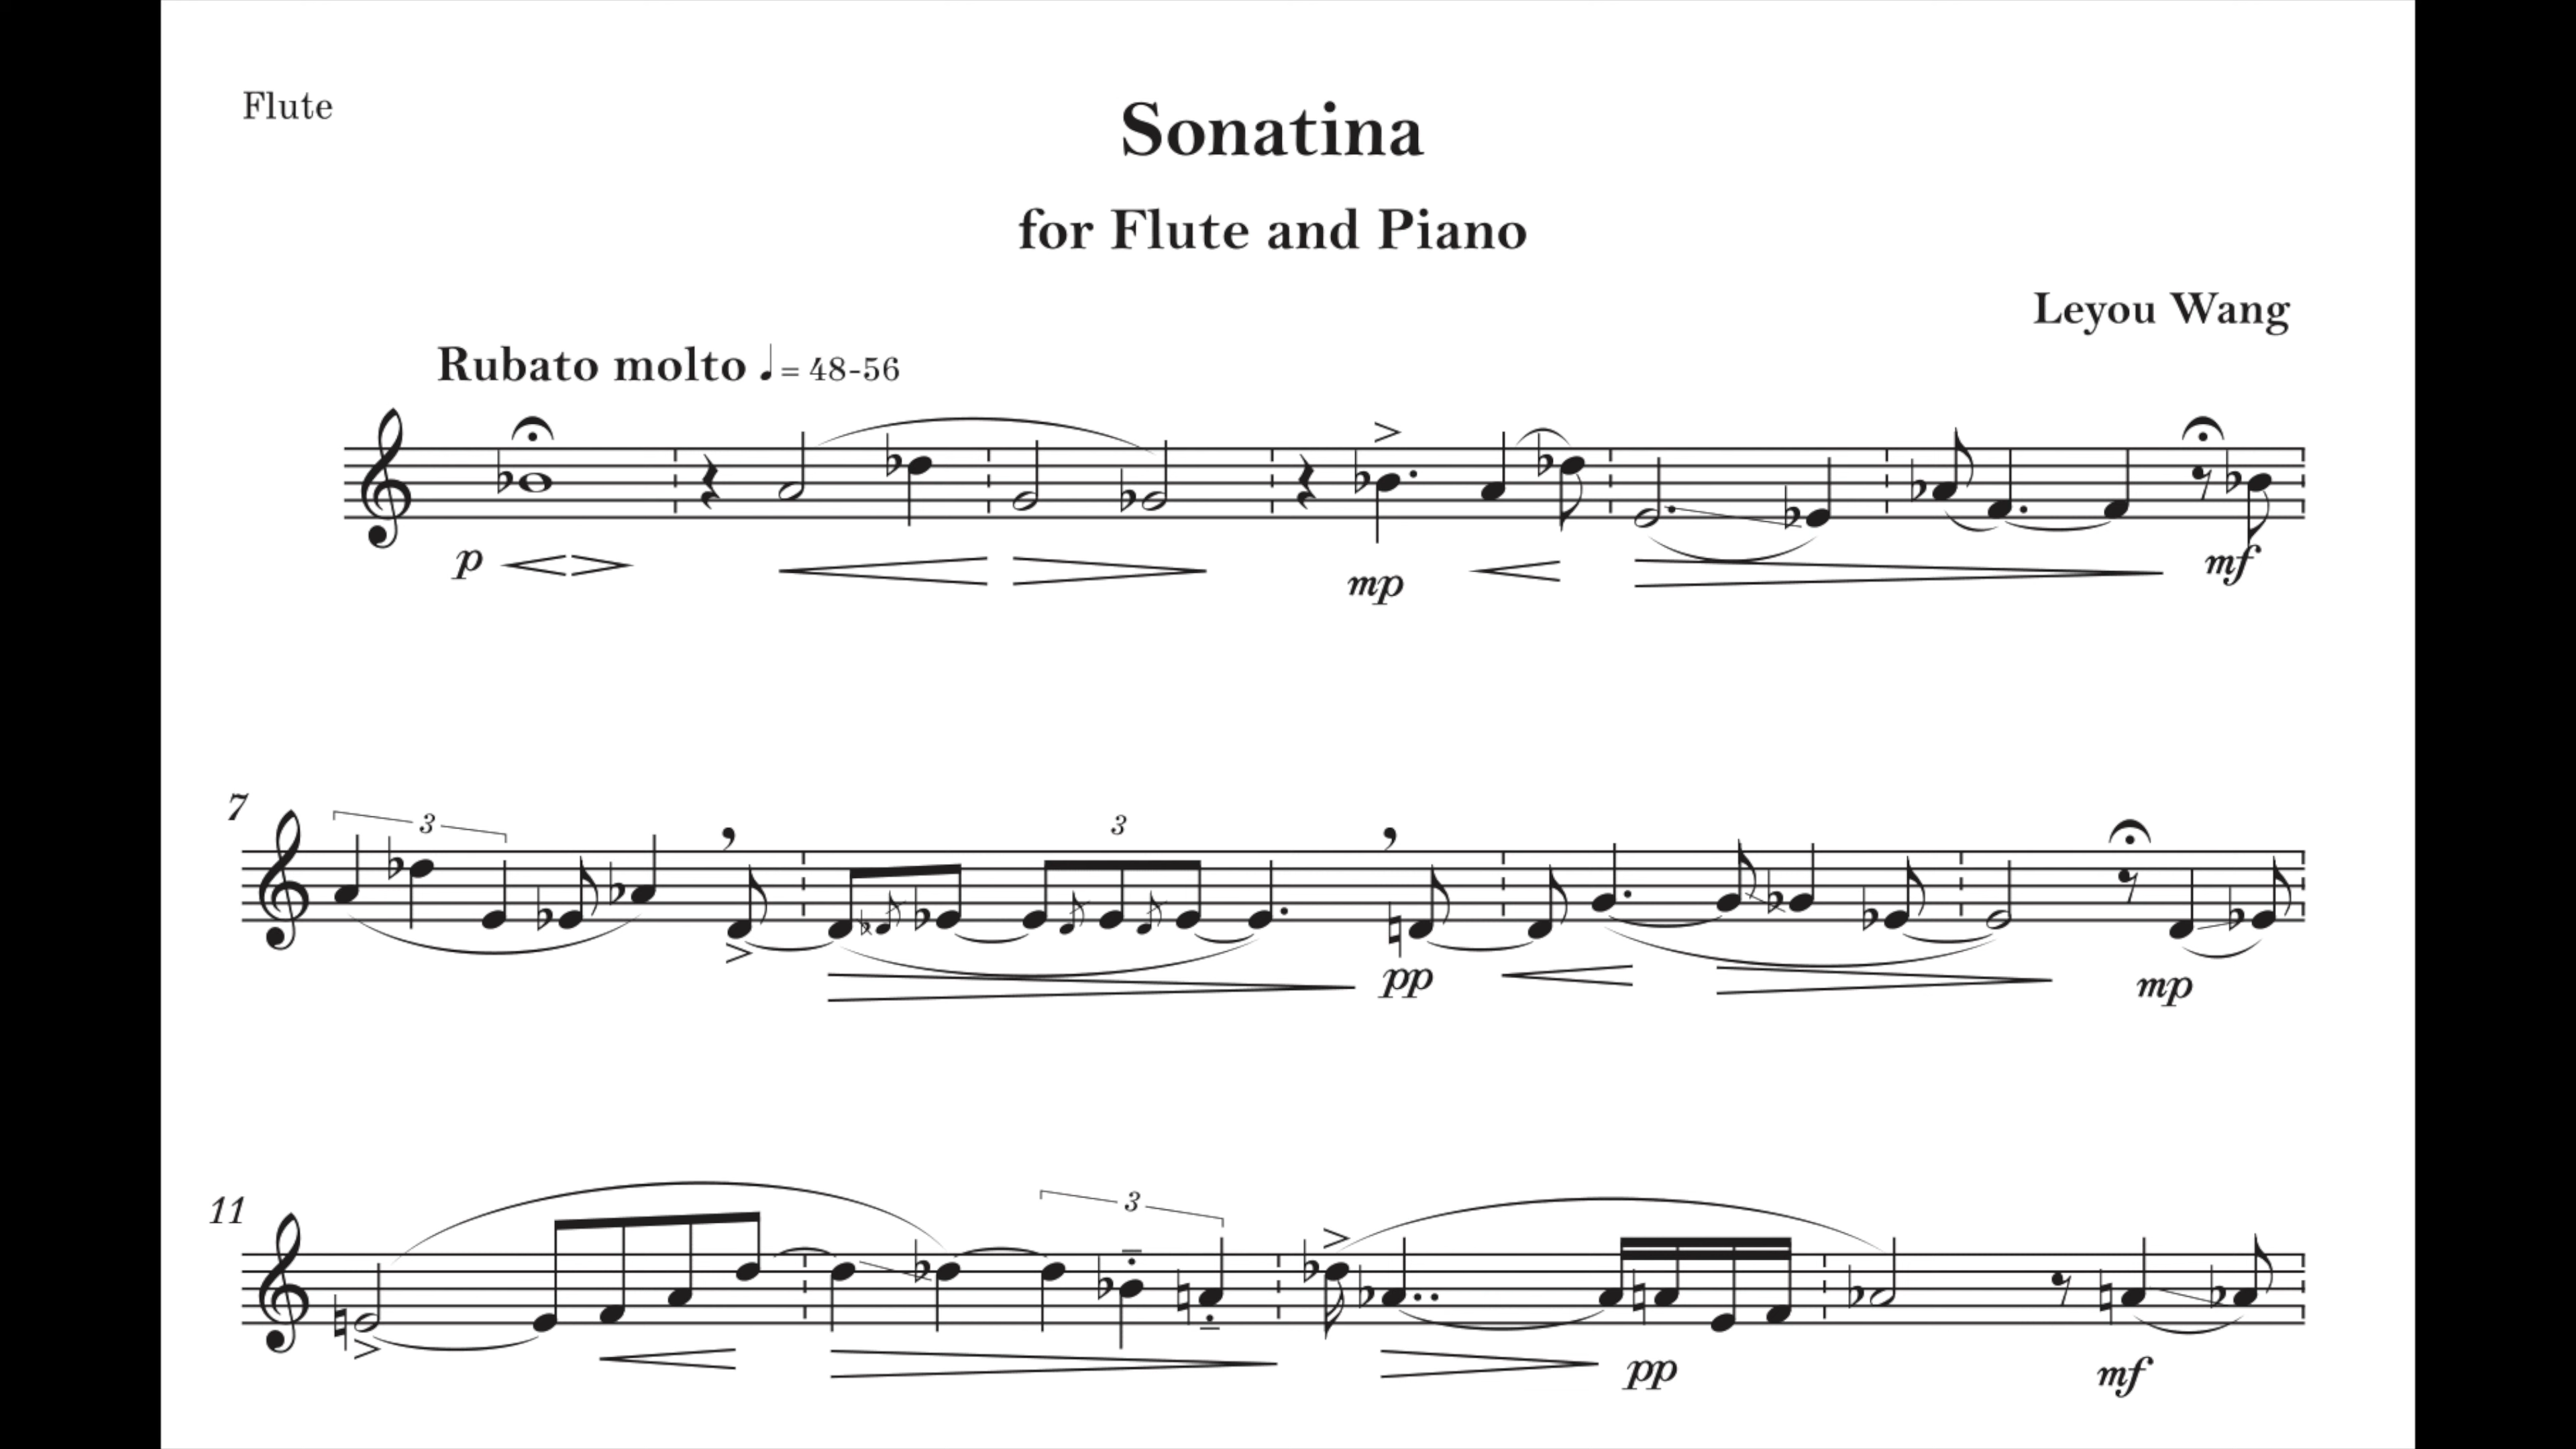 Flute
Sonatina
for Flute and Piano
Leyou Wang
Rubato molto ♩= 48-56
p
mp
mf
7
3
3
pp
mp
11
3
pp
mf